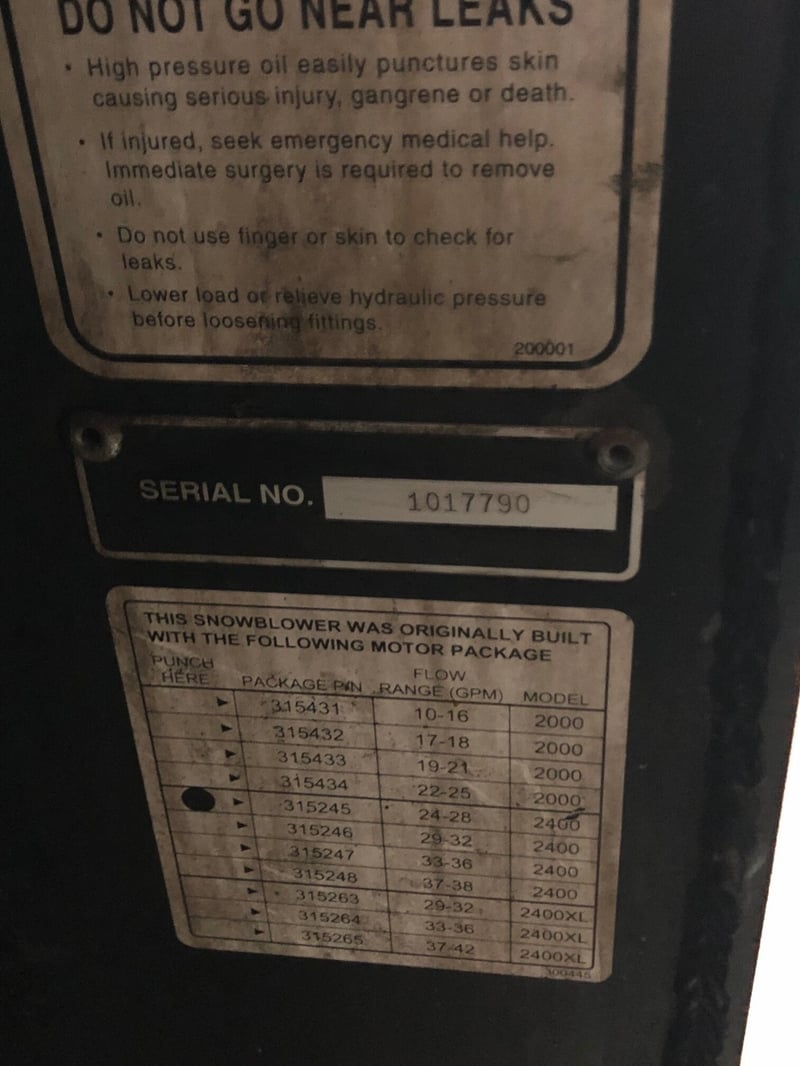 DO NOT GO NEAR LEAKS
• High pressure oil easily punctures skin
causing serious injury, gangrene or death.
• If injured, seek emergency medical help.
Immediate surgery is required to remove
oil.
• Do not use finger or skin to check for
leaks.
• Lower load or relieve hydraulic pressure
before loosening fittings.
200001
SERIAL NO. 1017790
THIS SNOWBLOWER WAS ORIGINALLY BUILT
WITH THE FOLLOWING MOTOR PACKAGE
PUNCH HERE PACKAGE P/N FLOW RANGE (GPM) MODEL
315431 10-16 2000
315432 17-18 2000
315433 19-21 2000
315434 22-25 2000
315245 24-28 2400
315246 29-32 2400
315247 33-36 2400
315248 37-38 2400
315263 29-32 2400XL
315264 33-36 2400XL
315265 37-42 2400XL
300445